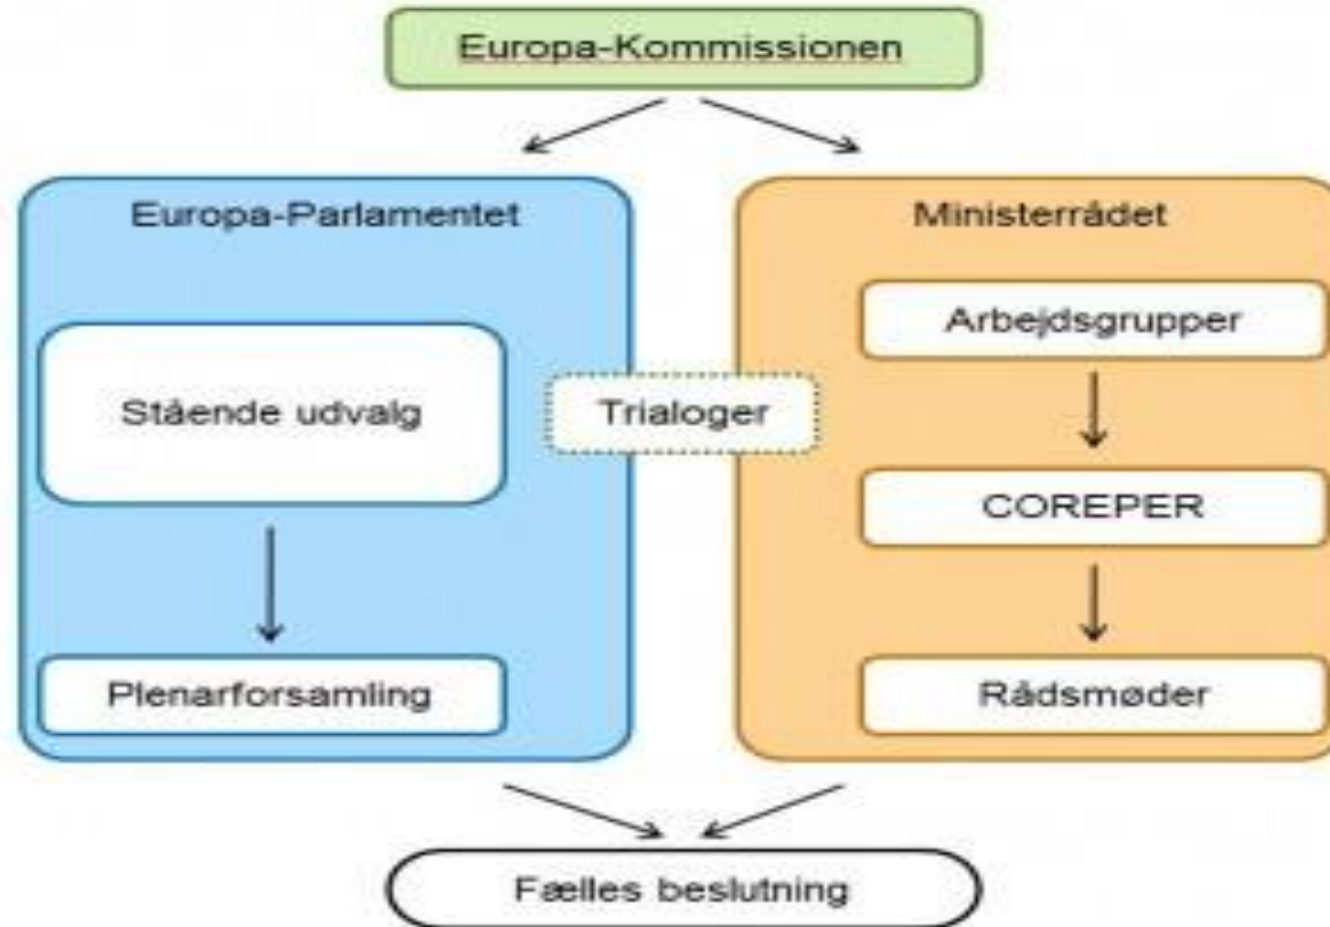 Europa-Kommissionen
Europa-Parlamentet
Stående udvalg
Plenarforsamling
Trialoger
Ministerrådet
Arbejdsgrupper
COREPER
Rådsmøder
Fælles beslutning